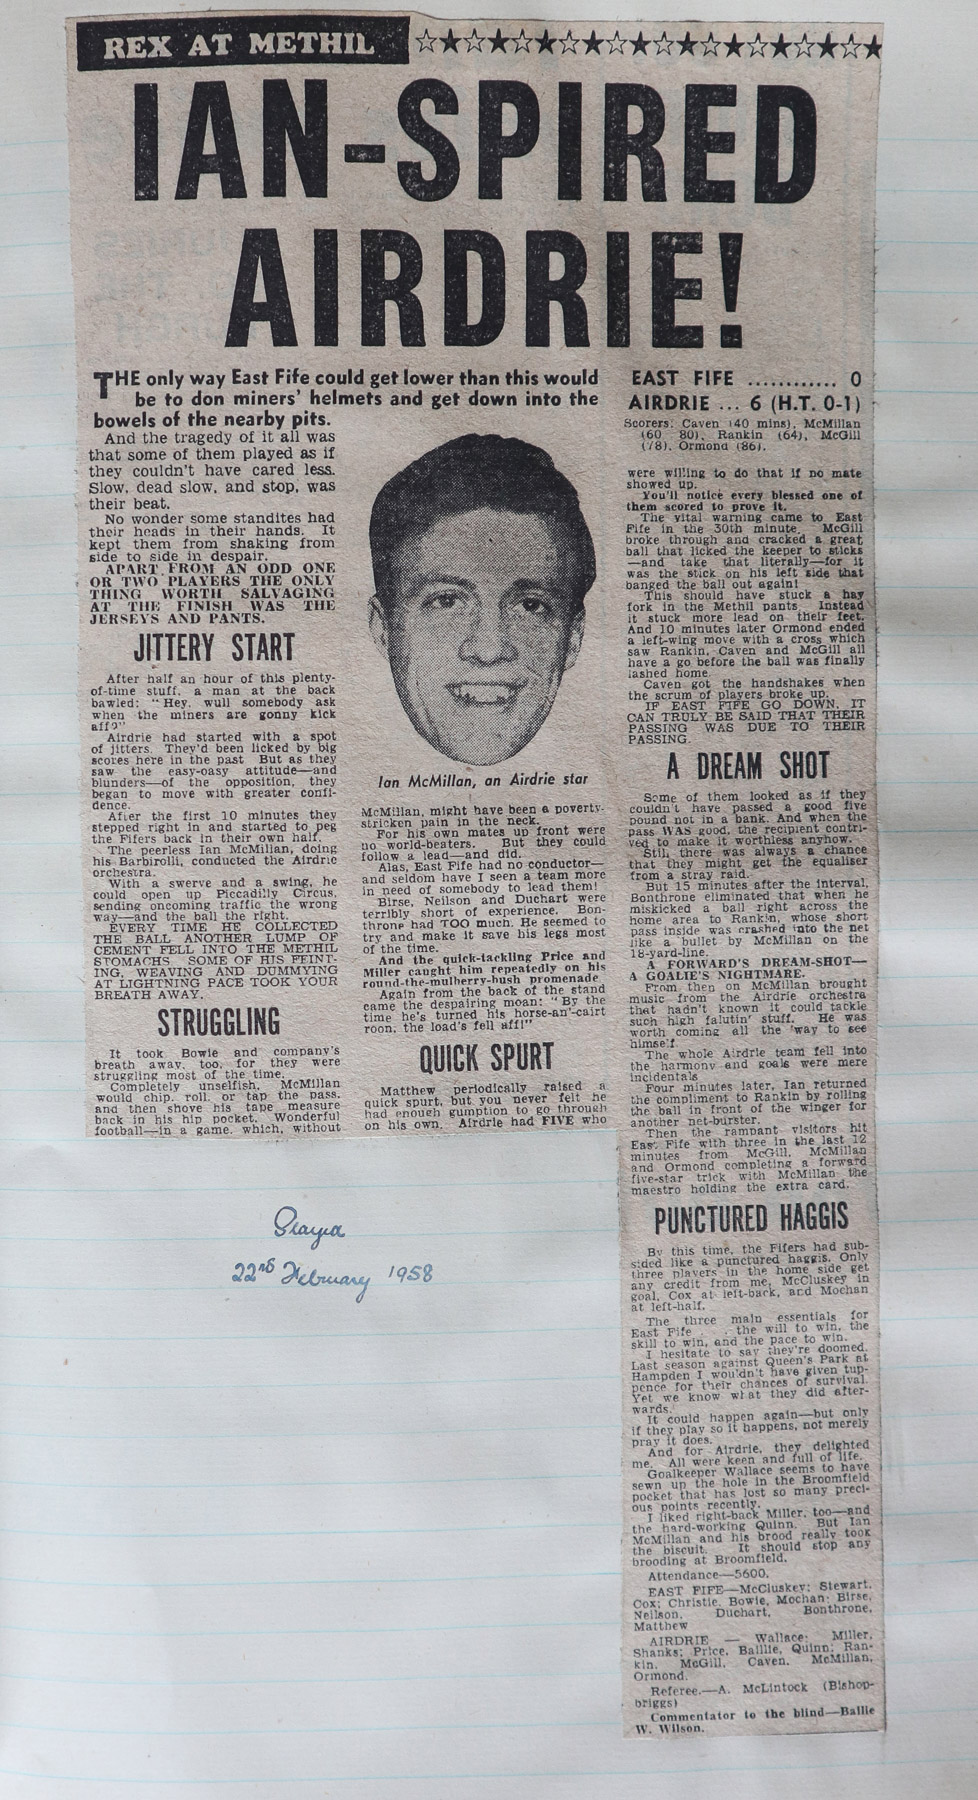 REX AT METHIL
IAN-SPIRED
AIRDRIE!
THE only way East Fife could get lower than this would
be to don miners' helmets and get down into the
bowels of the nearby pits.
And the tragedy of it all was
that some of them played as if
they couldn't have cared less.
Slow, dead slow, and stop, was
their beat.
No wonder some standites had
their heads in their hands. It
kept them from shaking from
side to side in despair.
APART FROM AN ODD ONE
OR TWO PLAYERS THE ONLY
THING WORTH SALVAGING
AT THE FINISH WAS THE
JERSEYS AND PANTS.
JITTERY START
After half an hour of this plenty-
of-time stuff, a man at the back
bawled: "Hey, wull somebody ask
when the miners are gonny kick
aff?"
Airdrie had started with a spot
of jitters. They'd been licked by big
scores here in the past But as they
saw the easy-oasy attitude—and
blunders—of the opposition, they
began to move with greater confi-
dence.
After the first 10 minutes they
stepped right in and started to peg
the Fifers back in their own half.
The peerless Ian McMillan, doing
his Barbirolli, conducted the Airdrie
orchestra.
With a swerve and a swing, he
could open up Piccadilly Circus,
sending oncoming traffic the wrong
way—and the ball the right.
EVERY TIME HE COLLECTED
THE BALL ANOTHER LUMP OF
CEMENT FELL INTO THE METHIL
STOMACHS SOME OF HIS FEINT-
ING, WEAVING AND DUMMYING
AT LIGHTNING PACE TOOK YOUR
BREATH AWAY.
STRUGGLING
It took Bowie and company's
breath away, too, for they were
struggling most of the time.
Completely unselfish, McMillan
would chip, roll, or tap the pass,
and then shove his tape measure
back in his hip pocket. Wonderful
football—in a game, which, without
Ian McMillan, an Airdrie star
McMillan, might have been a poverty-
stricken pain in the neck.
For his own mates up front were
no world-beaters. But they could
follow a lead—and did.
Alas, East Fife had no conductor—
and seldom have I seen a team more
in need of somebody to lead them!
Birse, Neilson and Duchart were
terribly short of experience. Bon-
throne had TOO much. He seemed to
try and make it save his legs most
of the time.
And the quick-tackling Price and
Miller caught him repeatedly on his
round-the-mulberry-bush promenade.
Again from the back of the stand
came the despairing moan: "By the
time he's turned his horse-an'-cairt
roon, the load's fell aff!"
QUICK SPURT
Matthew periodically raised a
quick spurt, but you never felt he
had enough gumption to go through
on his own. Airdrie had FIVE who
EAST FIFE ............ 0
AIRDRIE ... 6 (H.T. 0-1)
Scorers: Caven (40 mins), McMillan
(60 80), Rankin (64), McGill
(78), Ormond (86).
were willing to do that if no mate
showed up.
You'll notice every blessed one of
them scored to prove it.
The vital warning came to East
Fife in the 30th minute. McGill
broke through and cracked a great
ball that licked the keeper to sticks
—and take that literally—for it
was the stick on his left side that
banged the ball out again!
This should have stuck a hay
fork in the Methil pants Instead
it stuck more lead on their feet.
And 10 minutes later Ormond ended
a left-wing move with a cross which
saw Rankin, Caven and McGill all
have a go before the ball was finally
lashed home.
Caven got the handshakes when
the scrum of players broke up.
IF EAST FIFE GO DOWN, IT
CAN TRULY BE SAID THAT THEIR
PASSING WAS DUE TO THEIR
PASSING.
A DREAM SHOT
Some of them looked as if they
couldn't have passed a good five
pound not in a bank. And when the
pass WAS good, the recipient contri-
ved to make it worthless anyhow.
Still there was always a chance
that they might get the equaliser
from a stray raid.
But 15 minutes after the interval,
Bonthrone eliminated that when he
miskicked a ball right across the
home area to Rankin, whose short
pass inside was crashed into the net
like a bullet by McMillan on the
18-yard-line.
A FORWARD'S DREAM-SHOT—
A GOALIE'S NIGHTMARE.
From then on McMillan brought
music from the Airdrie orchestra
that hadn't known it could tackle
such high falutin' stuff. He was
worth coming all the way to see
himself.
The whole Airdrie team fell into
the harmony and goals were mere
incidentals
Four minutes later, Ian returned
the compliment to Rankin by rolling
the ball in front of the winger for
another net-burster.
Then the rampant visitors hit
East Fife with three in the last 12
minutes from McGill, McMillan
and Ormond completing a forward
five-star trick with McMillan the
maestro holding the extra card.
PUNCTURED HAGGIS
By this time, the Fifers had sub-
sided like a punctured haggis. Only
three players in the home side get
any credit from me, McCluskey in
goal, Cox at left-back, and Mochan
at left-half.
The three main essentials for
East Fife . . . the will to win, the
skill to win, and the pace to win.
I hesitate to say they're doomed.
Last season against Queen's Park at
Hampden I wouldn't have given tup-
pence for their chances of survival.
Yet we know what they did after-
wards.
It could happen again—but only
if they play so it happens, not merely
pray it does.
And for Airdrie, they delighted
me. All were keen and full of life.
Goalkeeper Wallace seems to have
sewn up the hole in the Broomfield
pocket that has lost so many preci-
ous points recently.
I liked right-back Miller, too—and
the hard-working Quinn. But Ian
McMillan and his brood really took
the biscuit. It should stop any
brooding at Broomfield.
Attendance—5600.
EAST FIFE—McCluskey; Stewart,
Cox; Christie, Bowie, Mochan; Birse,
Neilson, Duchart, Bonthrone,
Matthew
AIRDRIE — Wallace; Miller,
Shanks; Price, Baillie, Quinn; Ran-
kin, McGill, Caven, McMillan,
Ormond.
Referee.—A. McLintock (Bishop-
briggs)
Commentator to the blind—Bailie
W. Wilson.
Played
22nd February 1958